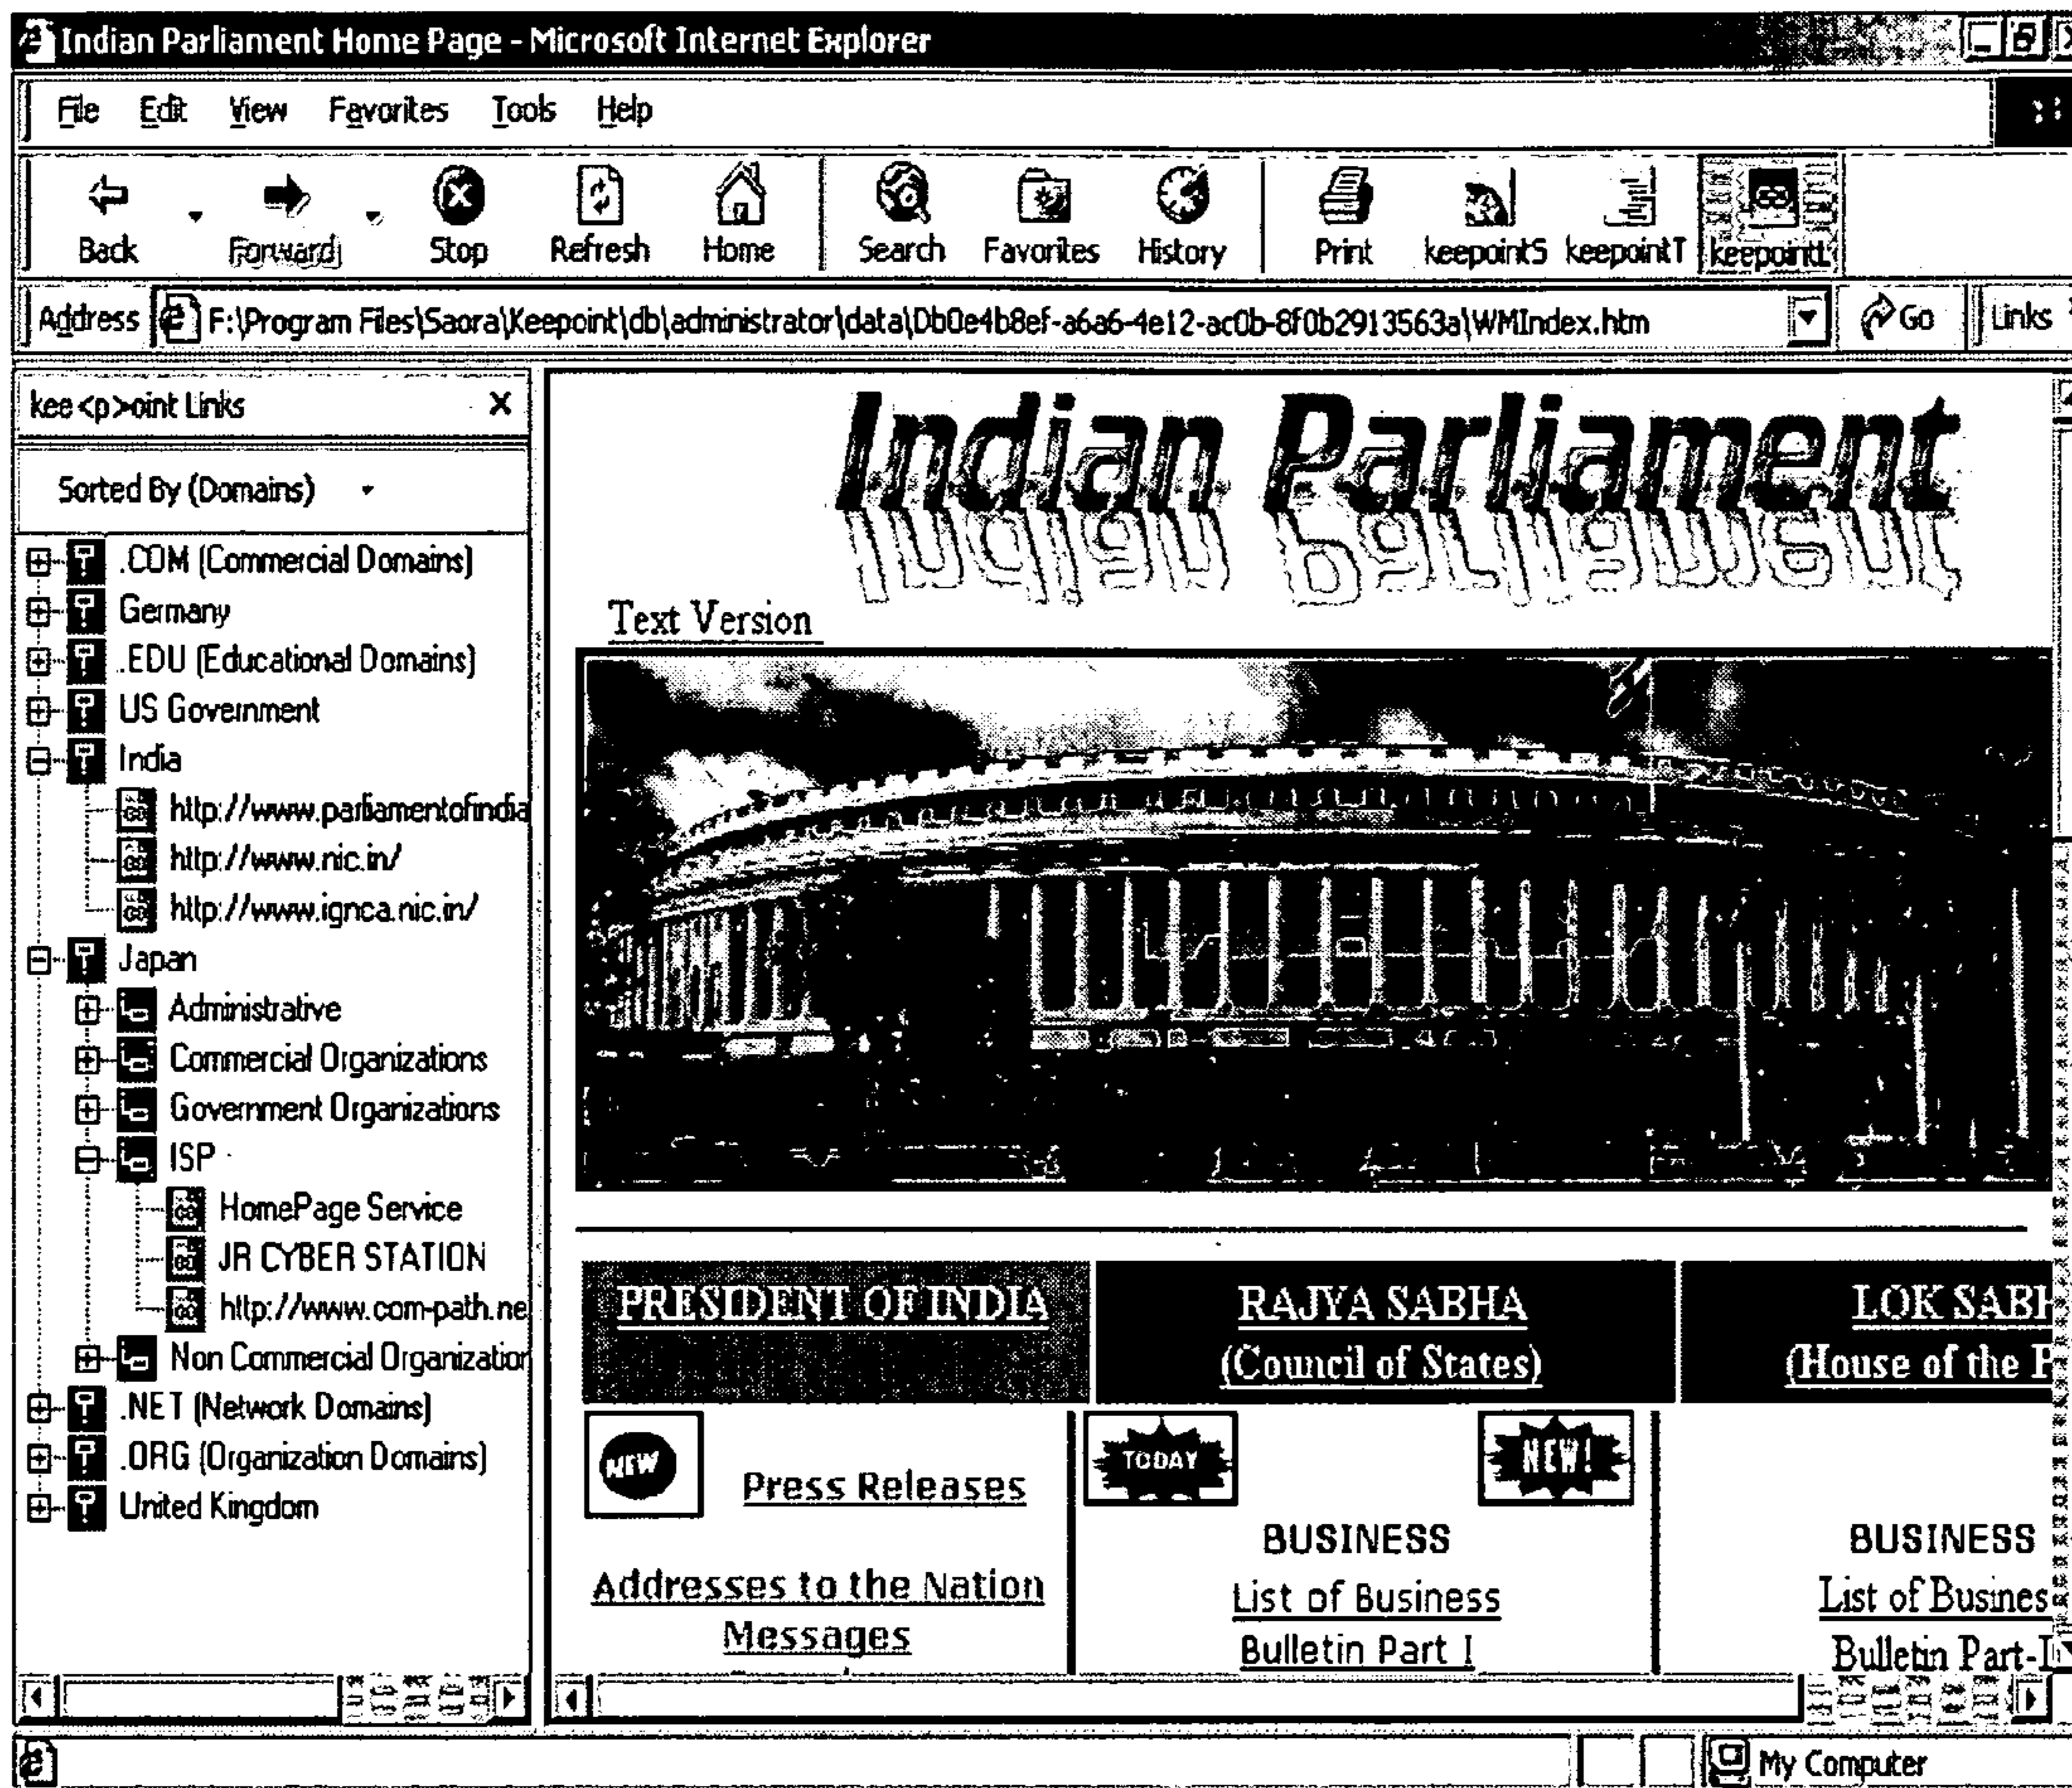 Indian Parliament Home Page - Microsoft Internet Explorer
File Edit View Favorites Tools Help
Back Forward Stop Refresh Home Search Favorites History Print keepointS keepointT keepointL
Address F:\Program Files\Saora\Keepoint\db\administrator\data\Db0e4b8ef-a6a6-4e12-ac0b-8f0b2913563a\WMIndex.htm Go Links
kee<p>oint Links
Sorted By (Domains)
.COM (Commercial Domains)
Germany
.EDU (Educational Domains)
US Government
India
http://www.parliamentofindia
http://www.nic.in/
http://www.ignca.nic.in/
Japan
Administrative
Commercial Organizations
Government Organizations
ISP
HomePage Service
JR CYBER STATION
http://www.com-path.ne
Non Commercial Organization
.NET (Network Domains)
.ORG (Organization Domains)
United Kingdom
Indian Parliament
Text Version
PRESIDENT OF INDIA
RAJYA SABHA
(Council of States)
LOK SABH
(House of the P
NEW
Press Releases
Addresses to the Nation
Messages
TODAY NEW!
BUSINESS
List of Business
Bulletin Part I
BUSINESS
List of Busines
Bulletin Part-I
My Computer